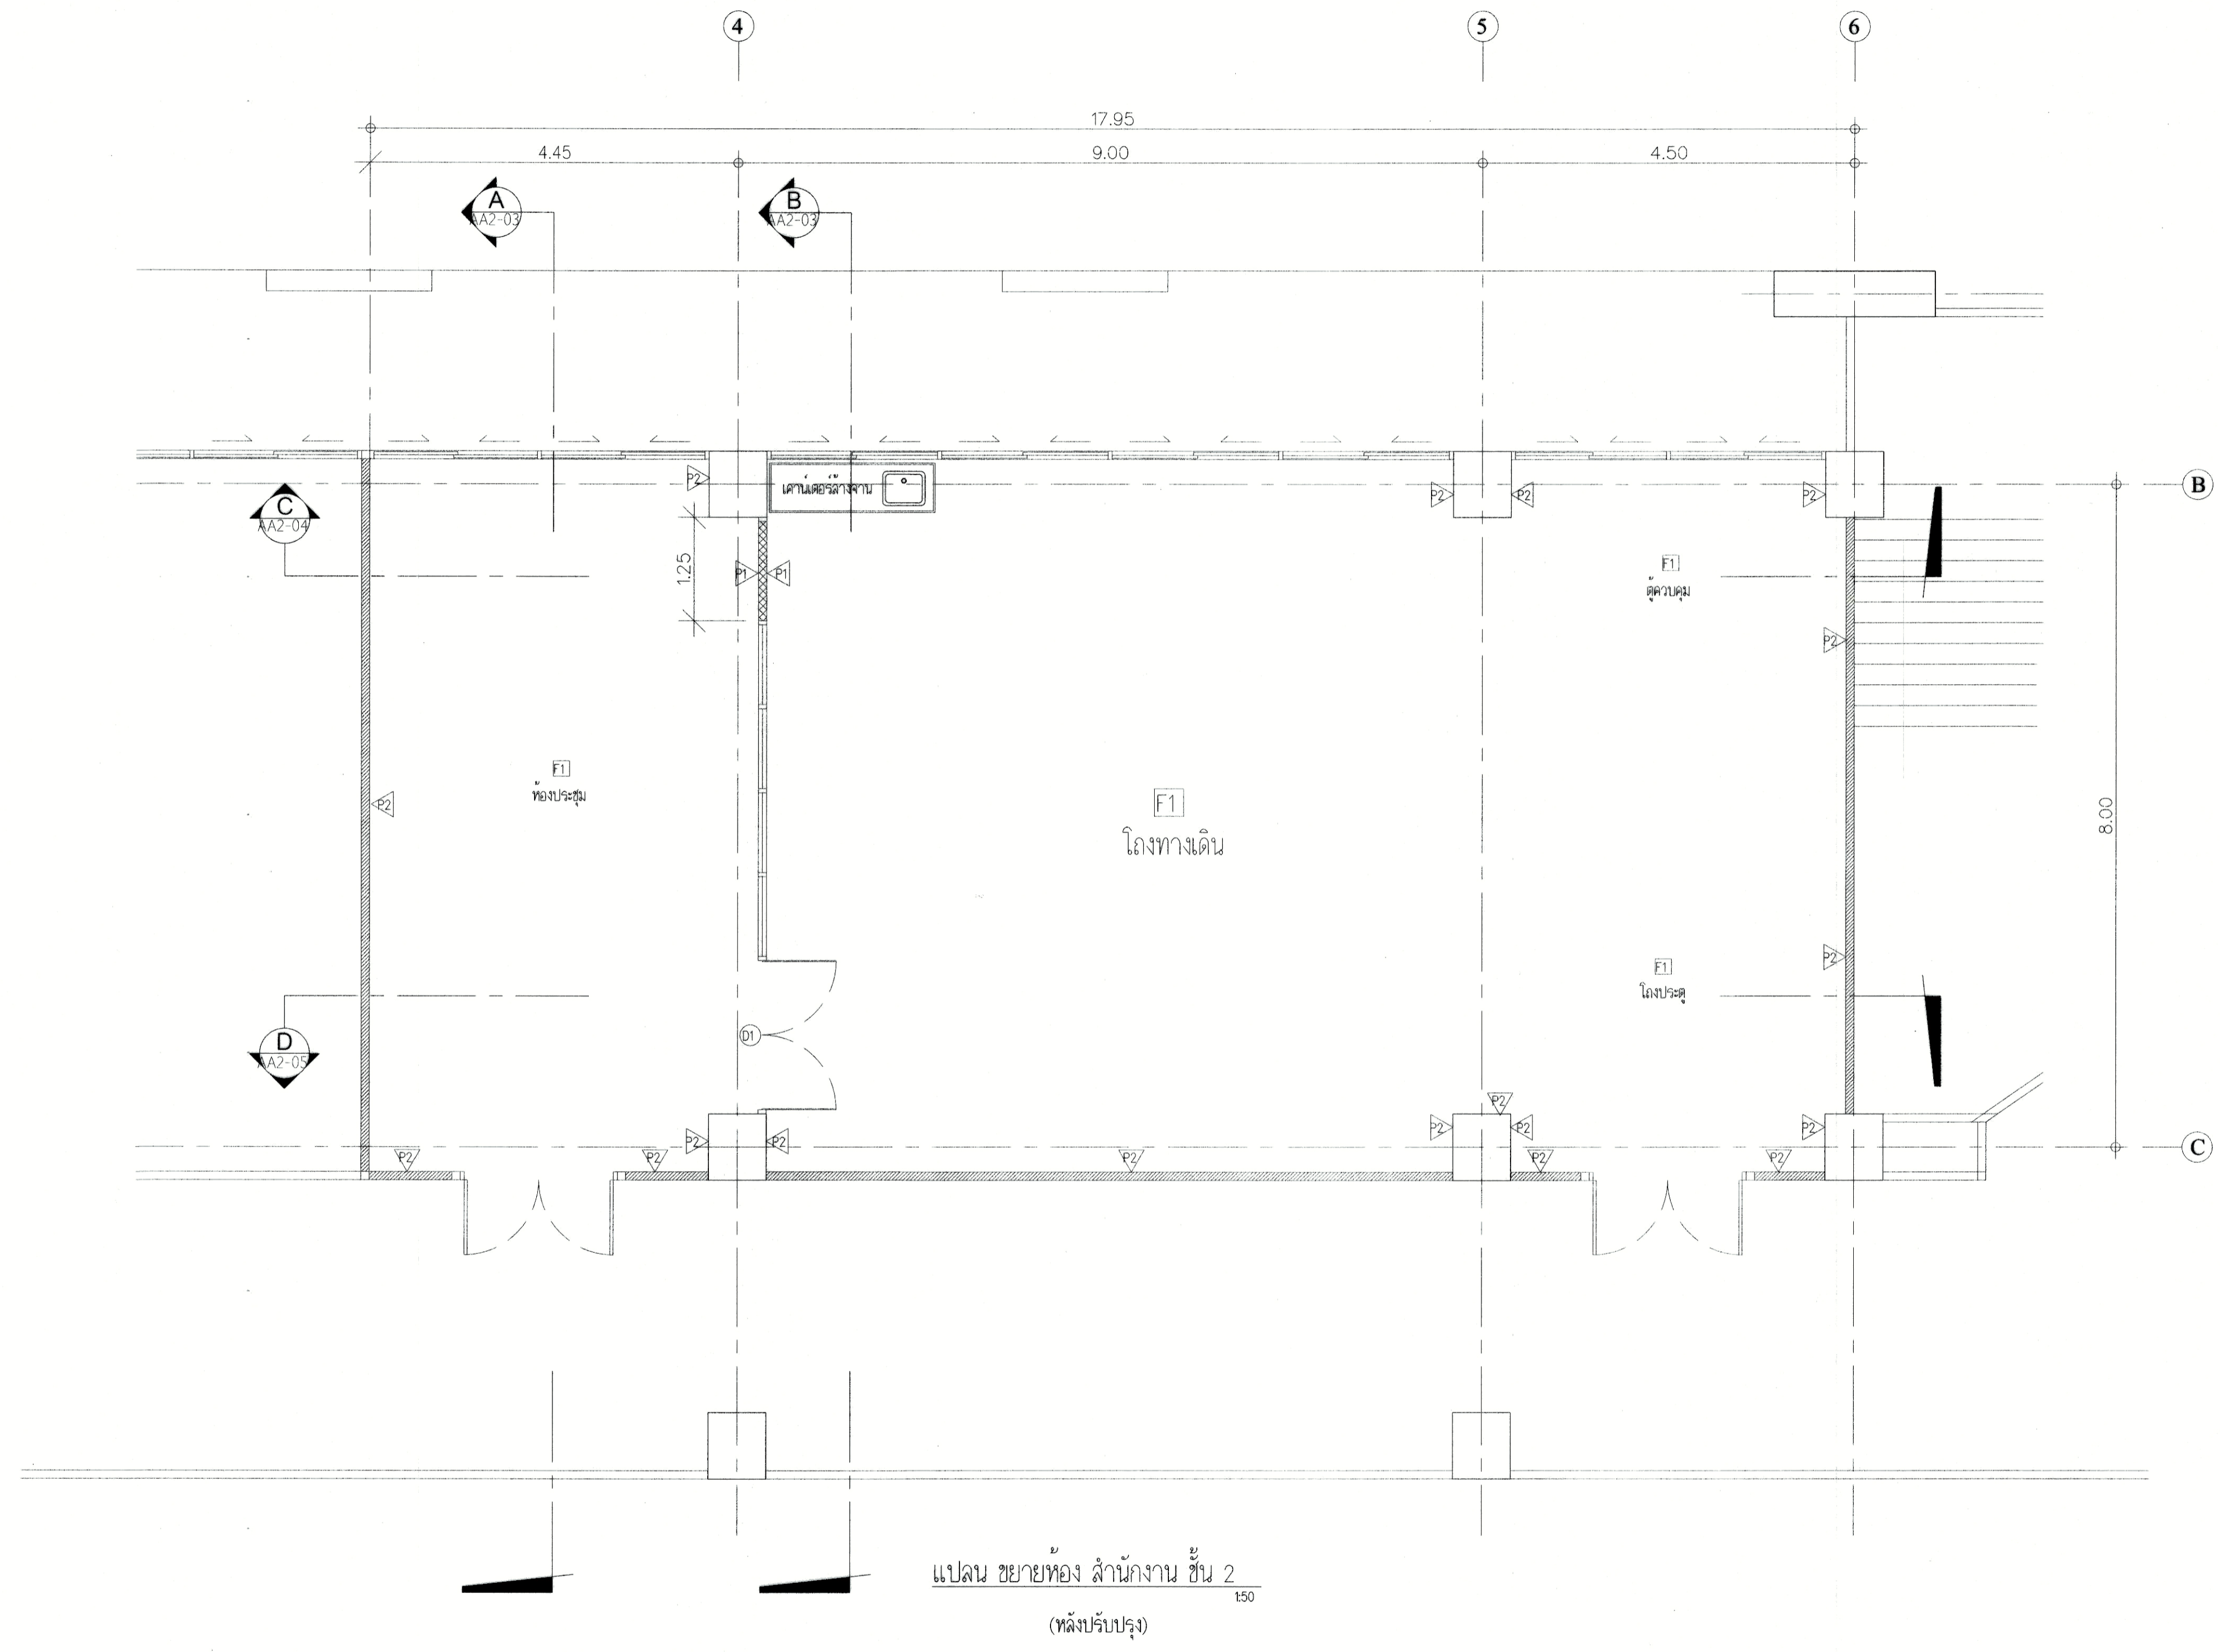 4 5 6
17.95
4.45 9.00 4.50
A B
AA2-03 AA2-03
P2 เคาน์เตอร์ล้างจาน P2 P2 P2 B
C
AA2-04
1.25 P1 P1 F1
ตู้ควบคุม
P2
F1
ห้องประชุม
P2 F1 8.00
โถงทางเดิน
P2
F1
โถงประตู
D D1
AA2-05
P2
P2 P2 P2 P2 P2
P2 P2 P2 P2 P2 C
แปลน ขยายห้อง สำนักงาน ชั้น 2
1:50
(หลังปรับปรุง)